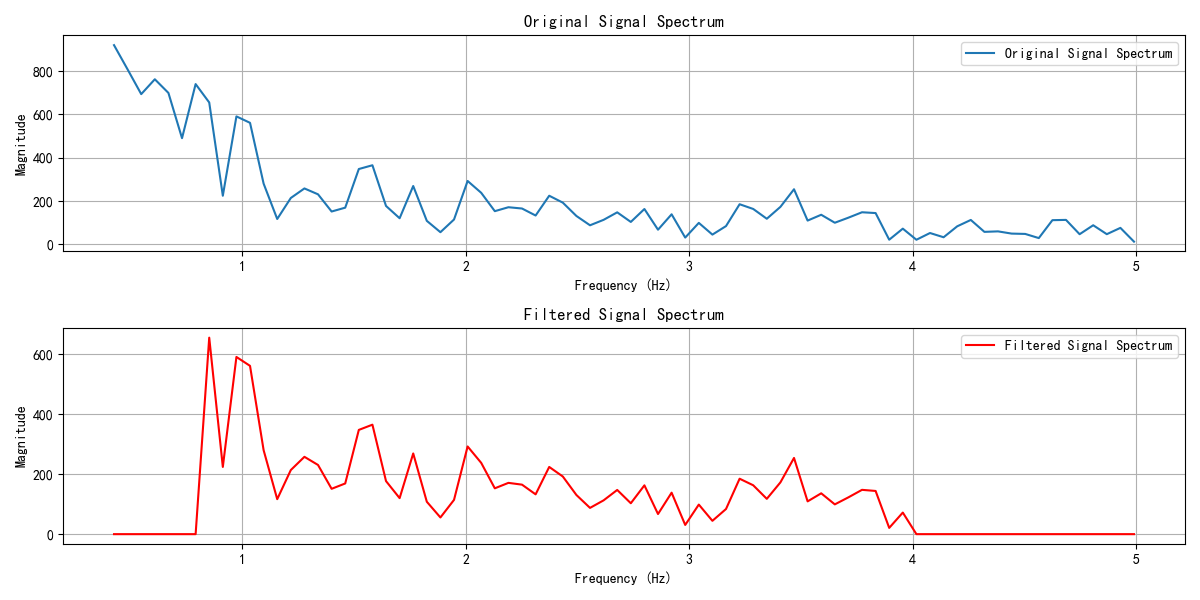 Original Signal Spectrum
Original Signal Spectrum
Magnitude
800
600
400
200
0
1 2 3 4 5
Frequency (Hz)
Filtered Signal Spectrum
Filtered Signal Spectrum
Magnitude
600
400
200
0
1 2 3 4 5
Frequency (Hz)